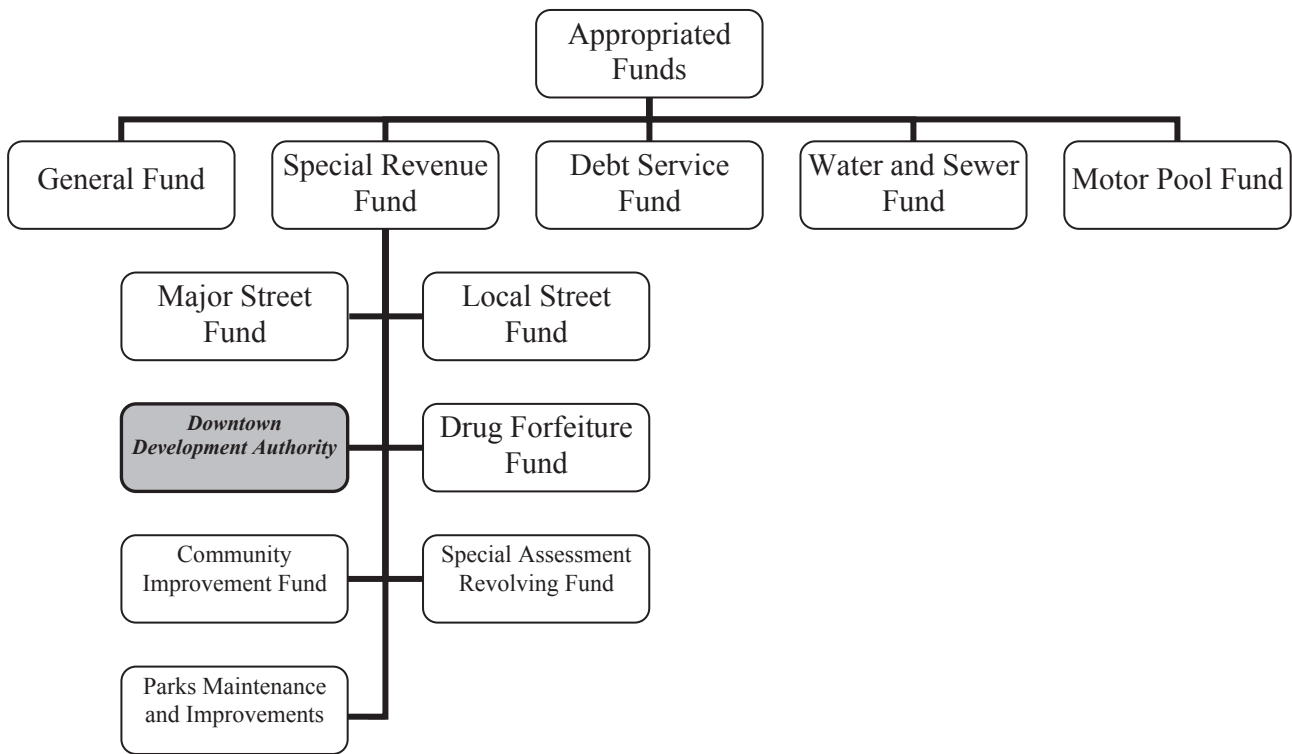 Appropriated
Funds
General Fund
Special Revenue
Fund
Debt Service
Fund
Water and Sewer
Fund
Motor Pool Fund
Major Street
Fund
Local Street
Fund
Downtown
Development Authority
Drug Forfeiture
Fund
Community
Improvement Fund
Special Assessment
Revolving Fund
Parks Maintenance
and Improvements